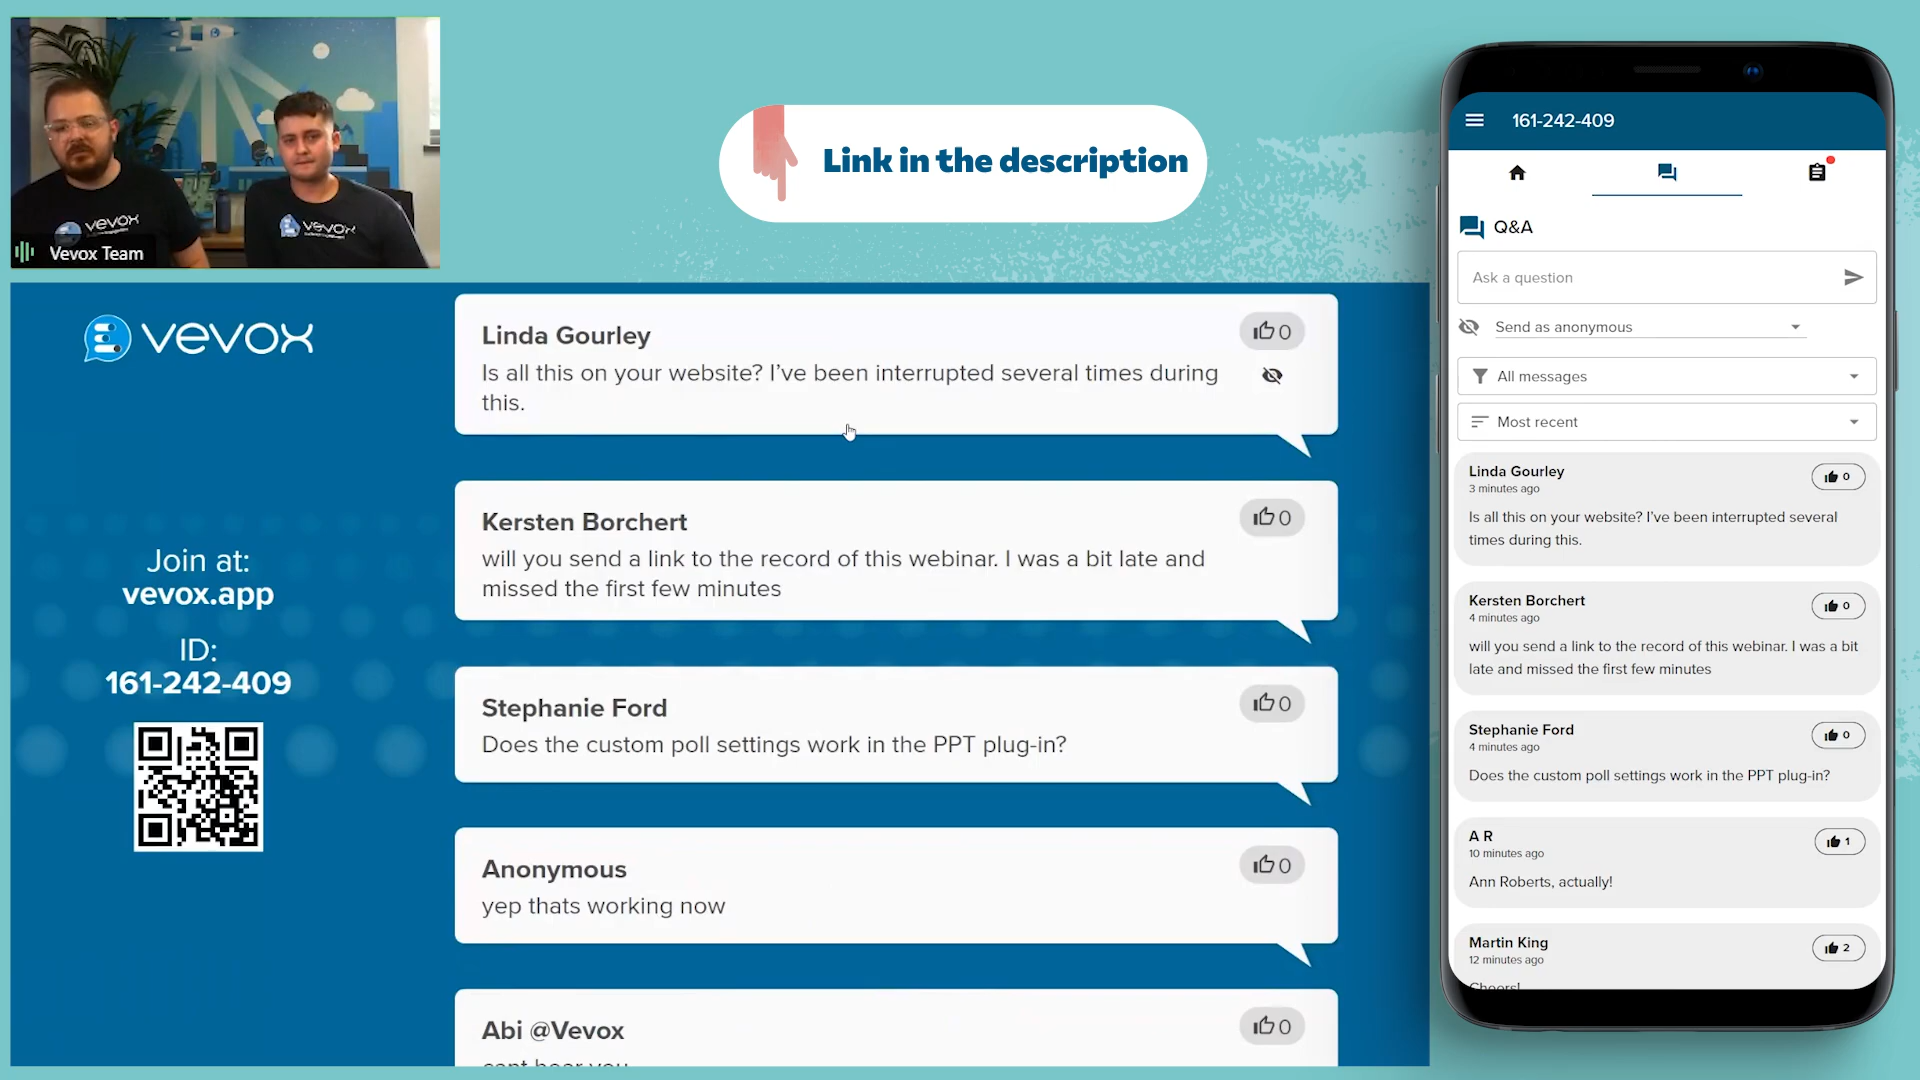 vevox
vevox
Vevox Team
Link in the description
vevox
Join at:
vevox.app
ID:
161-242-409
Linda Gourley
0
Is all this on your website? I've been interrupted several times during
this.
Kersten Borchert
0
will you send a link to the record of this webinar. I was a bit late and
missed the first few minutes
Stephanie Ford
0
Does the custom poll settings work in the PPT plug-in?
Anonymous
0
yep thats working now
Abi @Vevox
0
cant hear you
161-242-409
Q&A
Ask a question
Send as anonymous
All messages
Most recent
Linda Gourley
0
3 minutes ago
Is all this on your website? I've been interrupted several
times during this.
Kersten Borchert
0
4 minutes ago
will you send a link to the record of this webinar. I was a bit
late and missed the first few minutes
Stephanie Ford
0
4 minutes ago
Does the custom poll settings work in the PPT plug-in?
A R
1
10 minutes ago
Ann Roberts, actually!
Martin King
2
12 minutes ago
Cheers!